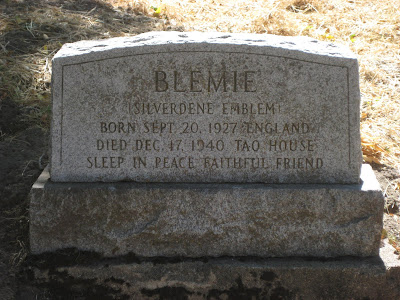 BLEMIE
(SILVERDENE EMBLEM)
BORN SEPT. 20, 1927 ENGLAND
DIED DEC. 17, 1940 TAO HOUSE
SLEEP IN PEACE FAITHFUL FRIEND